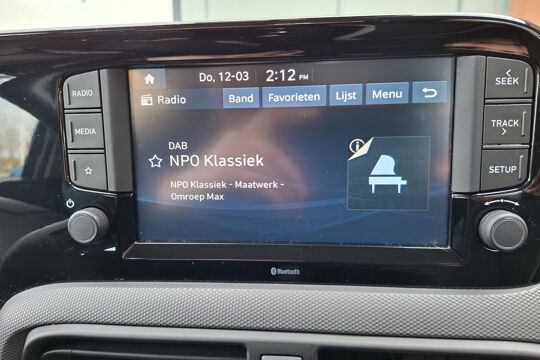 Do, 12-03 2:12 PM
Radio Band Favorieten Lijst Menu
DAB
NPO Klassiek
NPO Klassiek - Maatwerk -
Omroep Max
RADIO
MEDIA
SEEK
TRACK
SETUP
Bluetooth